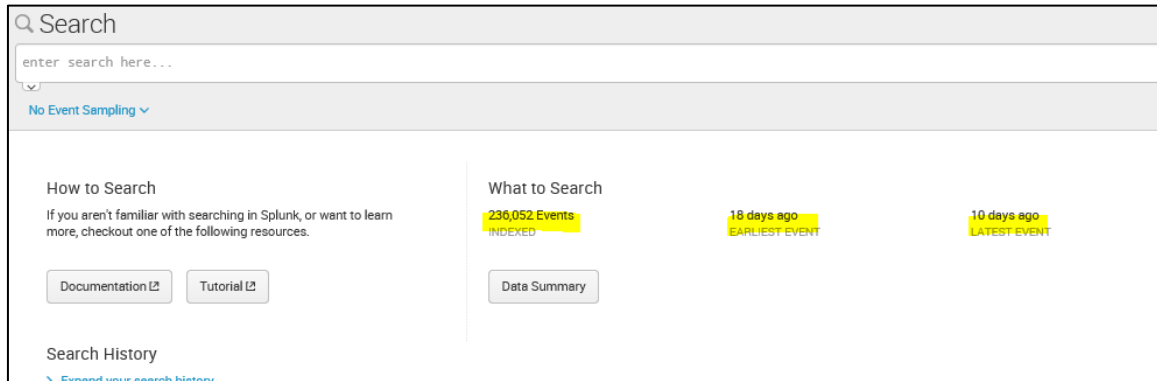 Search
enter search here...
No Event Sampling
How to Search
If you aren't familiar with searching in Splunk, or want to learn
more, checkout one of the following resources.
Documentation
Tutorial
What to Search
236,052 Events
INDEXED
18 days ago
EARLIEST EVENT
10 days ago
LATEST EVENT
Data Summary
Search History
Expand your search history